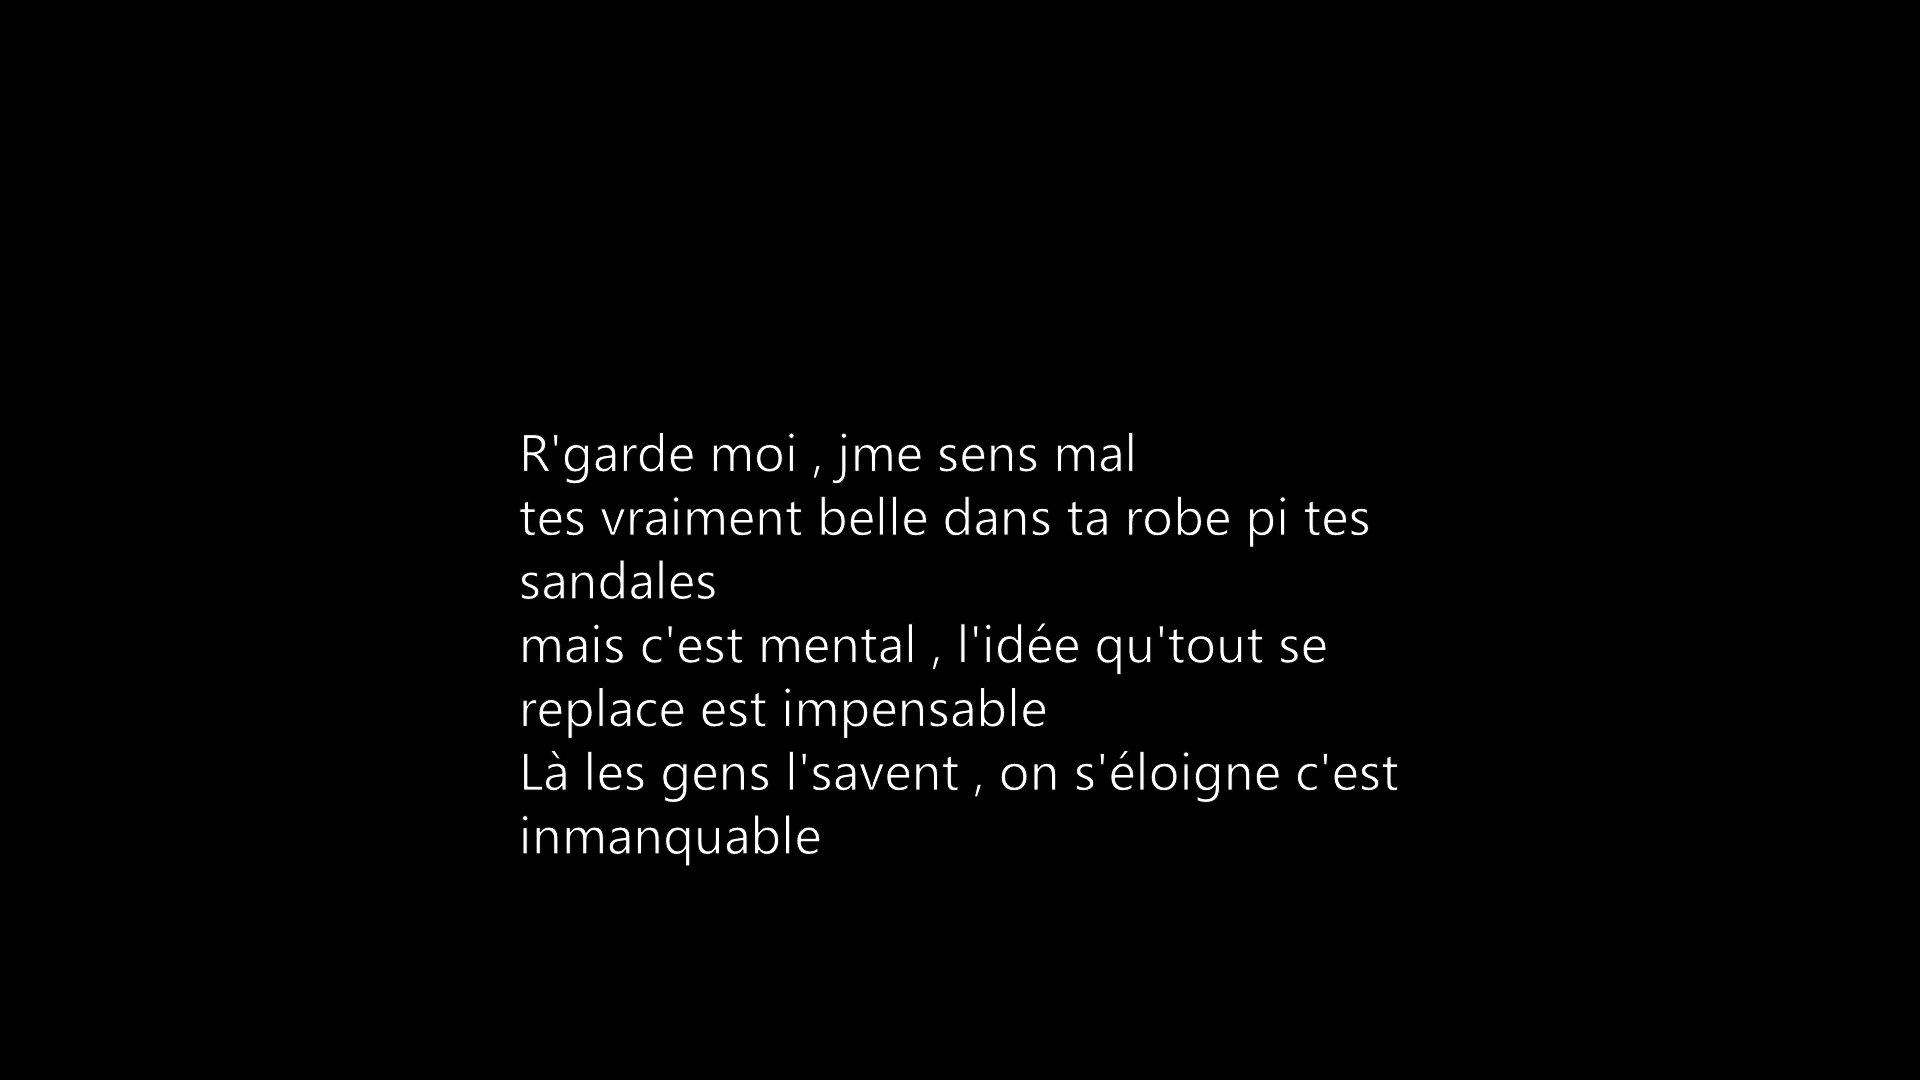 R'garde moi , jme sens mal
tes vraiment belle dans ta robe pi tes
sandales
mais c'est mental , l'idée qu'tout se
replace est impensable
Là les gens l'savent , on s'éloigne c'est
inmanquable